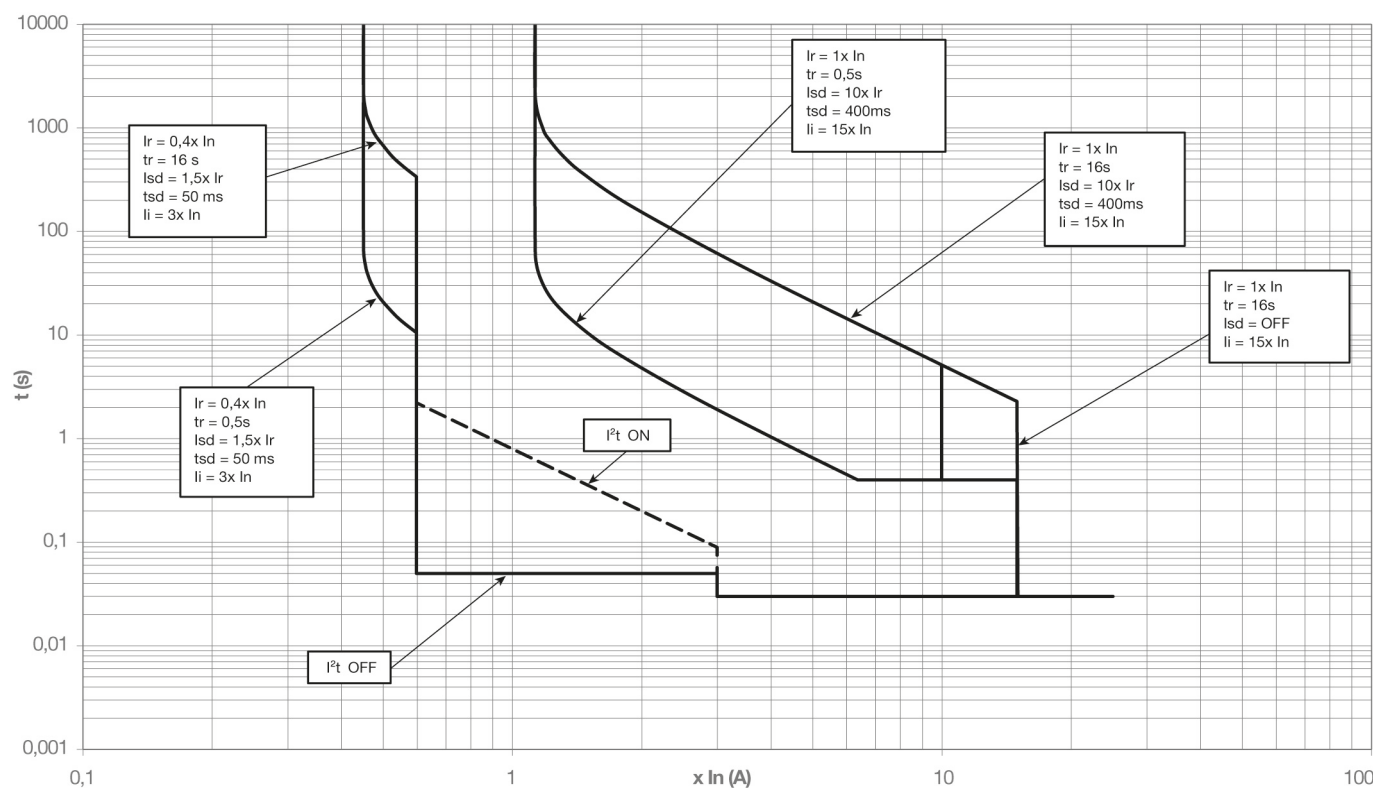 10000
1000
100
10
1
0,1
0,01
0,001
t (s)
0,1
1
10
100
x In (A)
Ir = 0,4x In
tr = 16 s
Isd = 1,5x Ir
tsd = 50 ms
Ii = 3x In
Ir = 1x In
tr = 0,5s
Isd = 10x Ir
tsd = 400ms
Ii = 15x In
Ir = 1x In
tr = 16s
Isd = 10x Ir
tsd = 400ms
Ii = 15x In
Ir = 1x In
tr = 16s
Isd = OFF
Ii = 15x In
Ir = 0,4x In
tr = 0,5s
Isd = 1,5x Ir
tsd = 50 ms
Ii = 3x In
I²t ON
I²t OFF